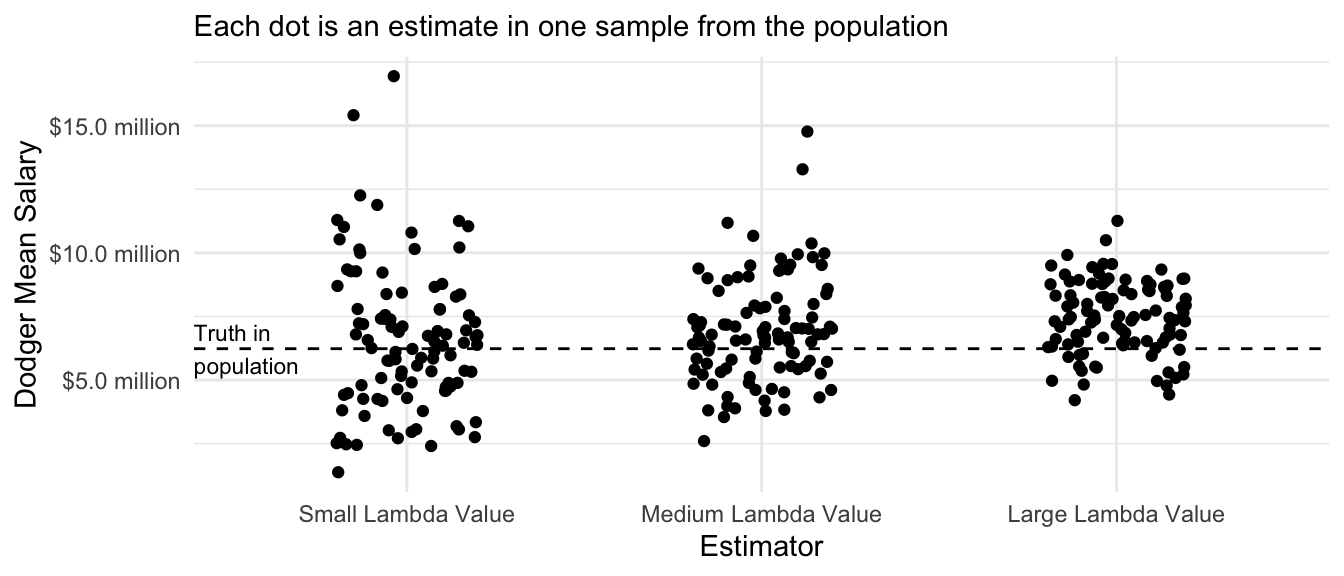 Each dot is an estimate in one sample from the population
Dodger Mean Salary
$15.0 million
$10.0 million
$5.0 million
Truth in
population
Small Lambda Value
Medium Lambda Value
Large Lambda Value
Estimator